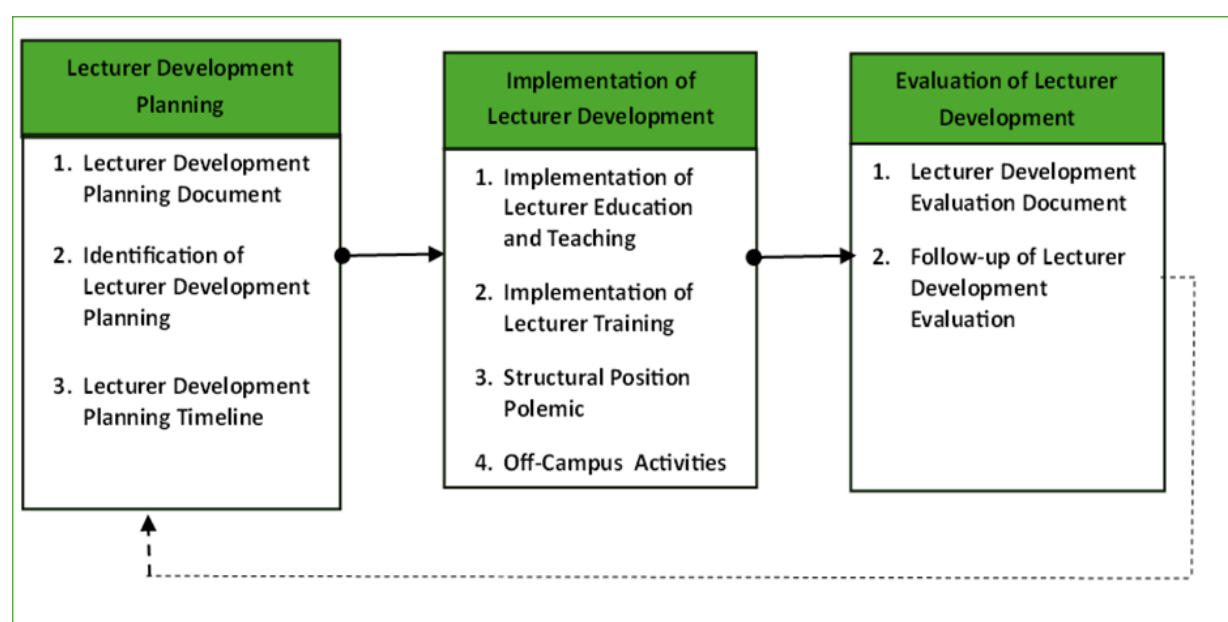 Lecturer Development
Planning
1. Lecturer Development
Planning Document
2. Identification of
Lecturer Development
Planning
3. Lecturer Development
Planning Timeline
Implementation of
Lecturer Development
1. Implementation of
Lecturer Education
and Teaching
2. Implementation of
Lecturer Training
3. Structural Position
Polemic
4. Off-Campus Activities
Evaluation of Lecturer
Development
1. Lecturer Development
Evaluation Document
2. Follow-up of Lecturer
Development
Evaluation